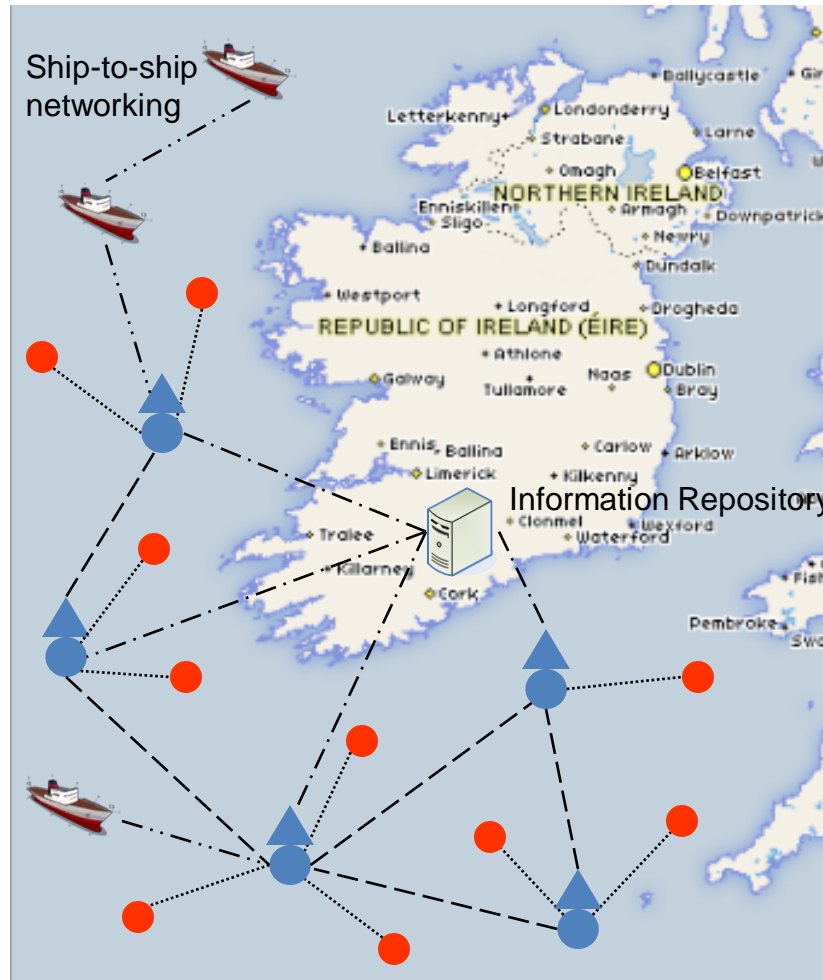 Ship-to-ship
networking
Ballycastle
Londonderry
Letterkenny
Strabane
Larne
Omagh
Belfast
NORTHERN IRELAND
Enniskillen
Armagh
Downpatrick
Sligo
Newry
Ballina
Dundalk
Westport
Longford
Drogheda
REPUBLIC OF IRELAND (ÉIRE)
Athlone
Dublin
Galway
Naas
Tullamore
Bray
Ennis
Ballina
Carlow
Arklow
Limerick
Kilkenny
Information Repository
Clonmel
Wexford
Tralee
Waterford
Killarney
Cork
Pembroke